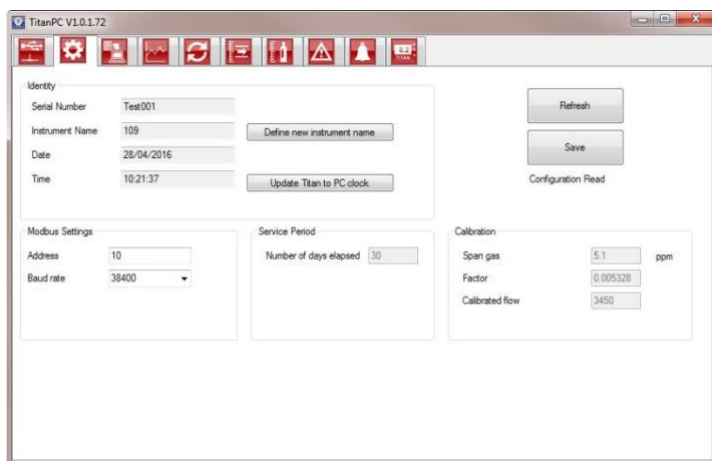 TitanPC V1.0.1.72
0.2
TITAN
Identity
Serial Number Test001
Instrument Name 109 Define new instrument name
Date 28/04/2016
Time 10:21:37 Update Titan to PC clock
Refresh
Save
Configuration Read
Modbus Settings
Address 10
Baud rate 38400
Service Period
Number of days elapsed 30
Calibration
Span gas 5.1 ppm
Factor 0.005328
Calibrated flow 3450